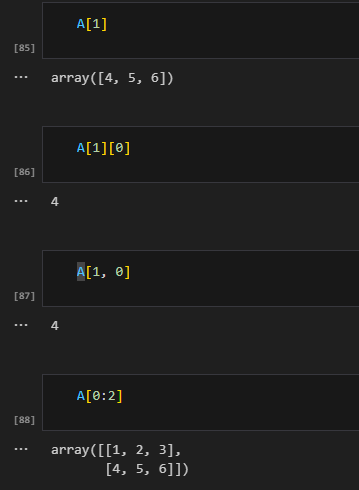 A[1]
[85]
... array([4, 5, 6])
A[1][0]
[86]
... 4
A[1, 0]
[87]
... 4
A[0:2]
[88]
... array([[1, 2, 3],
[4, 5, 6]])